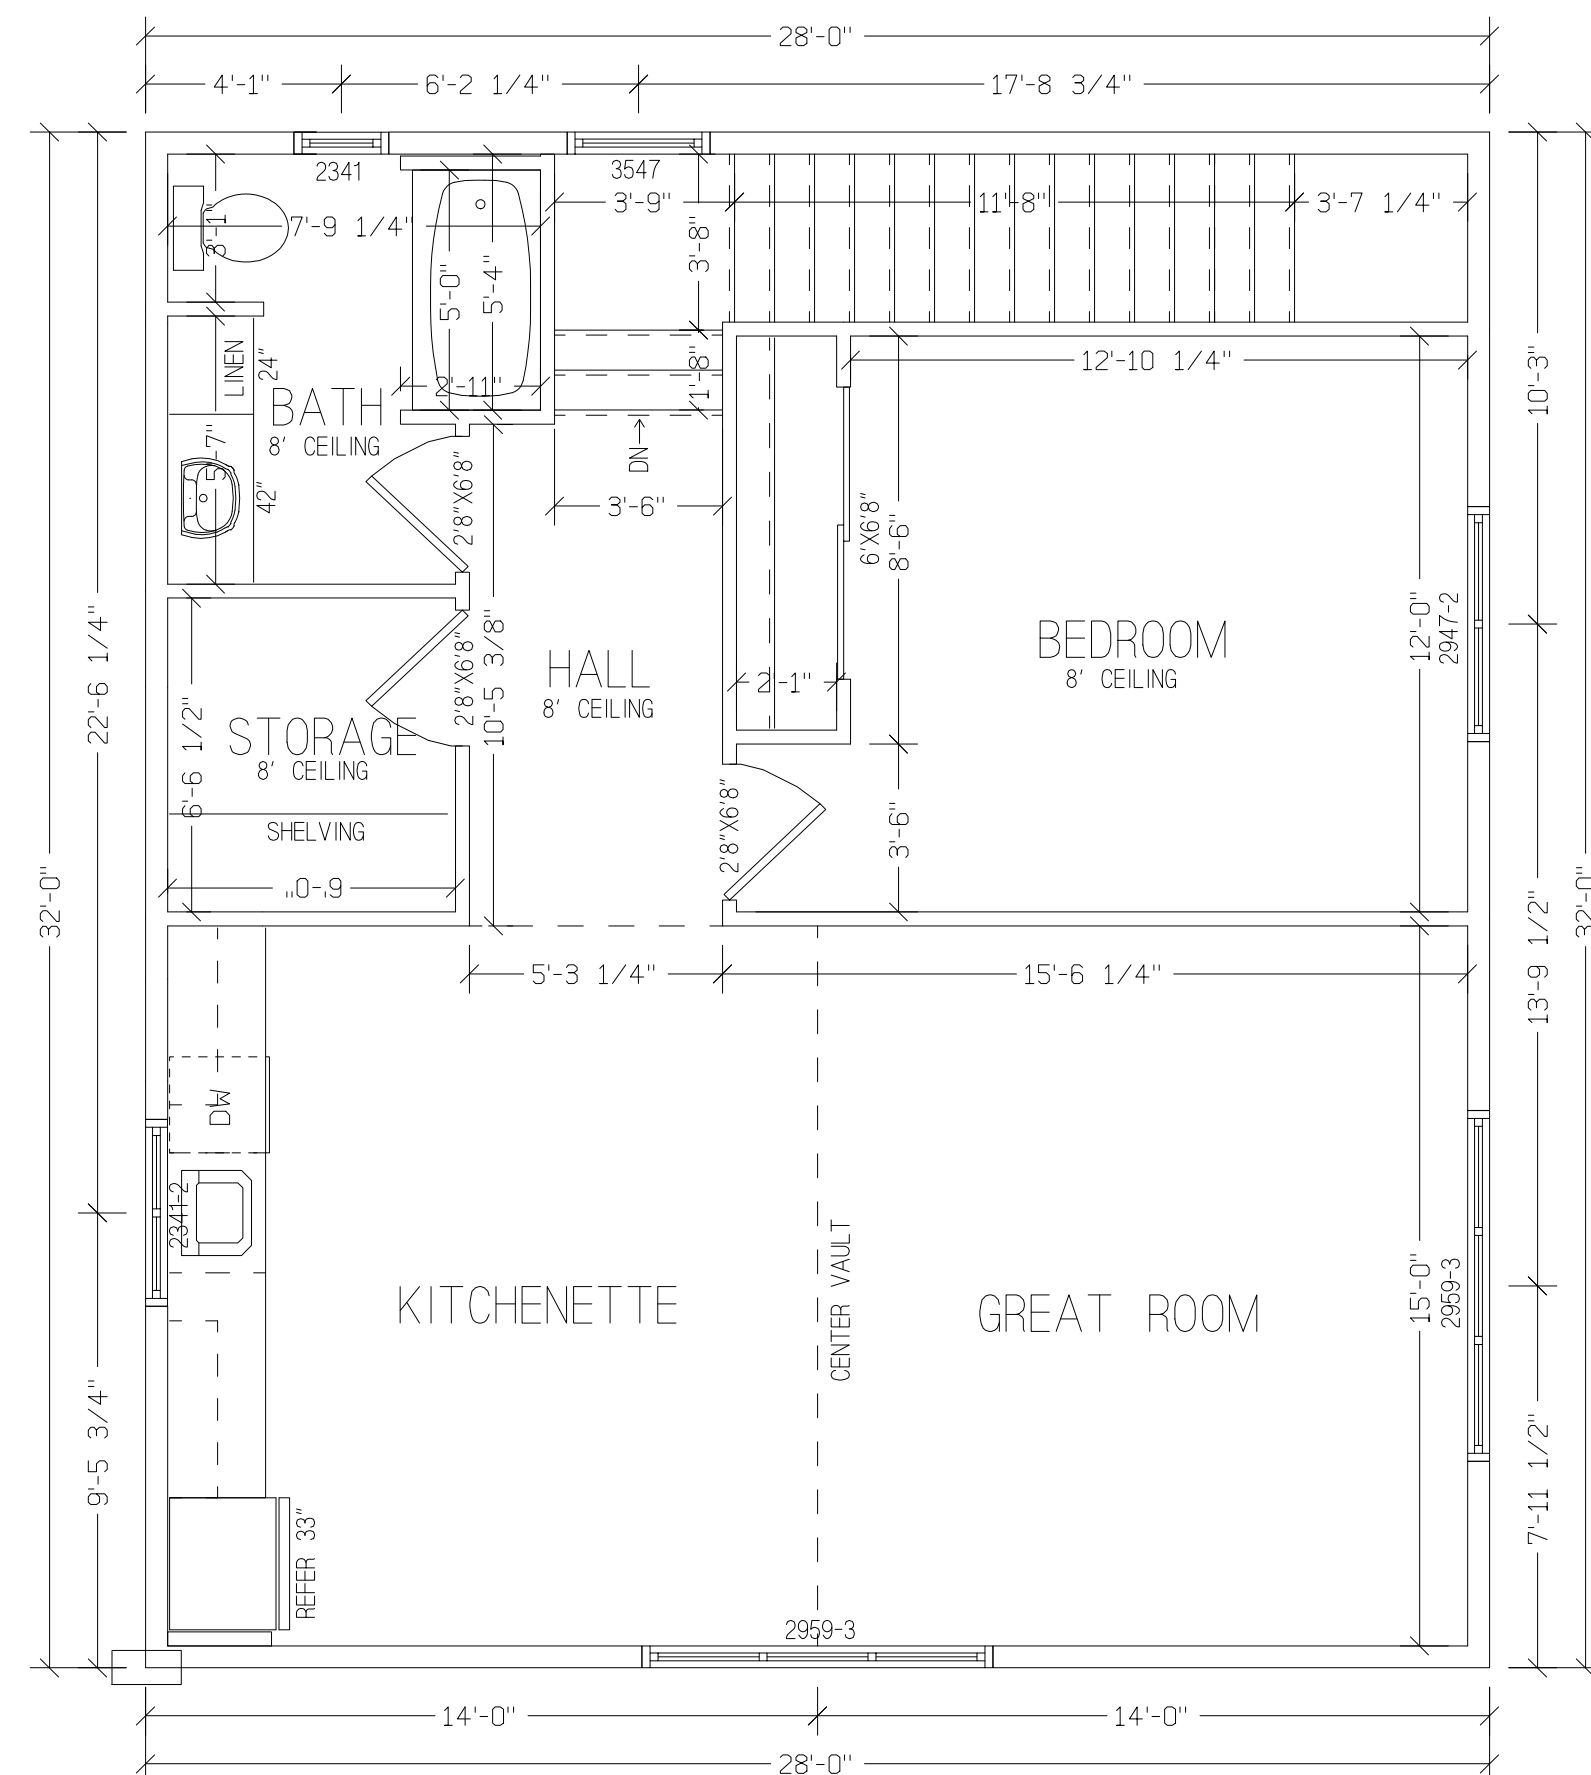 28'-0"
4'-1" 6'-2 1/4" 17'-8 3/4"
2341 3547
3'-9" 11'-8" 3'-7 1/4"
3'-1" 7'-9 1/4" 3'-8"
5'-0" 5'-4"
LINEN 24" 2'-11" 1'-8" 12'-10 1/4" 10'-3"
BATH
8' CEILING
5'-7" 42" 2'8"X6'8" DN
3'-6" 6'X6'8" 8'-6"
22'-6 1/4" 2'8"X6'8" 10'-5 3/8" 12'-0" 2947-2
HALL
8' CEILING
BEDROOM
8' CEILING
2'-1"
STORAGE
8' CEILING
6'-6 1/2"
SHELVING
2'8"X6'8" 3'-6"
6'-0"
32'-0" 13'-9 1/2" 32'-0"
5'-3 1/4" 15'-6 1/4"
DW
2341-2
KITCHENETTE
CENTER VAULT
GREAT ROOM
15'-0" 2959-3
9'-5 3/4" 7'-11 1/2"
REFER 33"
2959-3
14'-0" 14'-0"
28'-0"